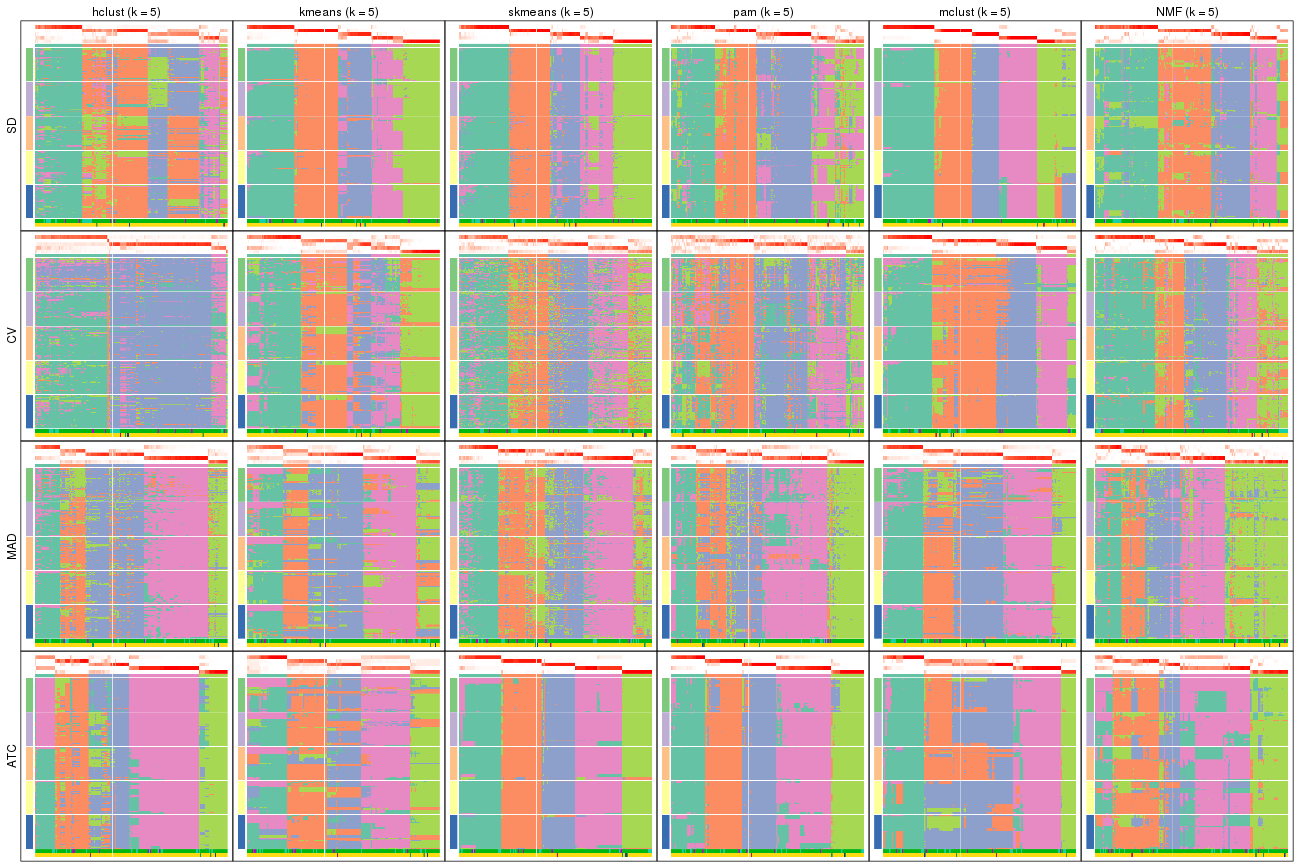 hclust (k = 5)
kmeans (k = 5)
skmeans (k = 5)
pam (k = 5)
mclust (k = 5)
NMF (k = 5)
SD
CV
MAD
ATC